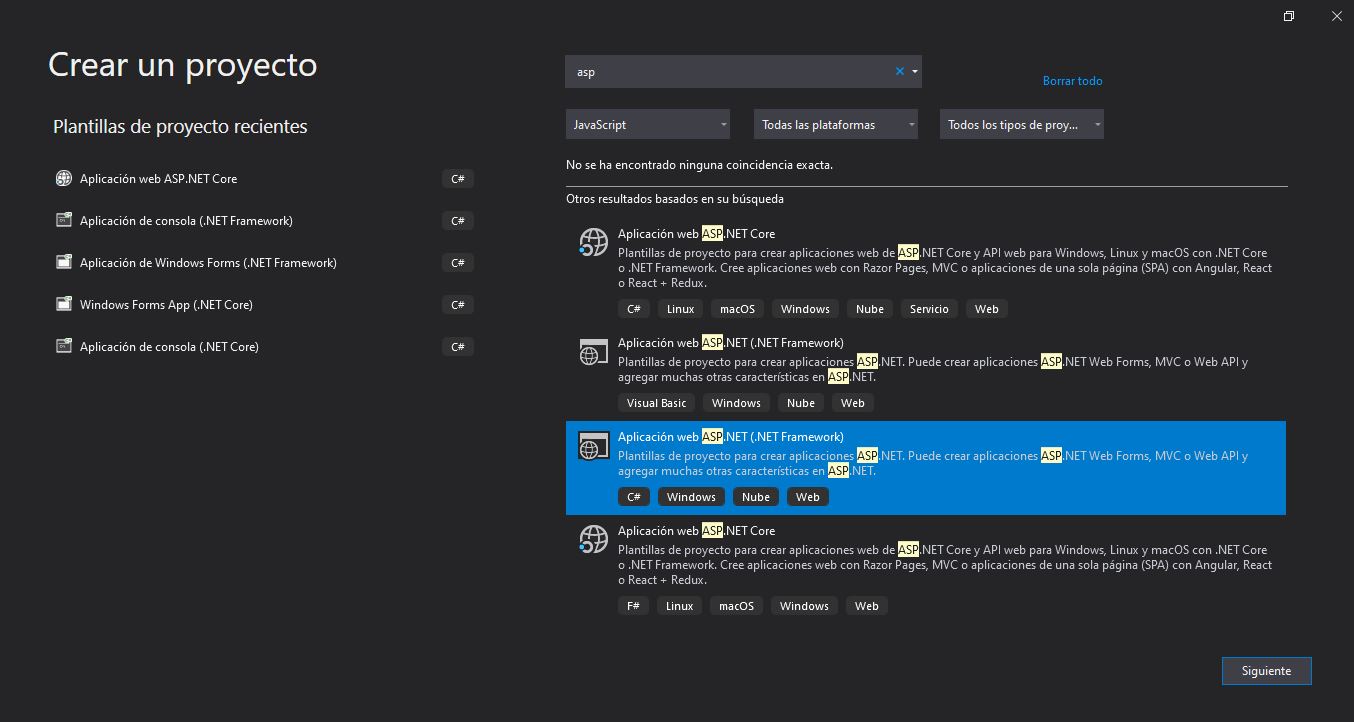 Crear un proyecto
Plantillas de proyecto recientes
Aplicación web ASP.NET Core C#
Aplicación de consola (.NET Framework) C#
Aplicación de Windows Forms (.NET Framework) C#
Windows Forms App (.NET Core) C#
Aplicación de consola (.NET Core) C#
asp
Borrar todo
JavaScript Todas las plataformas Todos los tipos de proy...
No se ha encontrado ninguna coincidencia exacta.
Otros resultados basados en su búsqueda
Aplicación web ASP.NET Core
Plantillas de proyecto para crear aplicaciones web de ASP.NET Core y API web para Windows, Linux y macOS con .NET Core
o .NET Framework. Cree aplicaciones web con Razor Pages, MVC o aplicaciones de una sola página (SPA) con Angular, React
o React + Redux.
C# Linux macOS Windows Nube Servicio Web
Aplicación web ASP.NET (.NET Framework)
Plantillas de proyecto para crear aplicaciones ASP.NET. Puede crear aplicaciones ASP.NET Web Forms, MVC o Web API y
agregar muchas otras características en ASP.NET.
Visual Basic Windows Nube Web
Aplicación web ASP.NET (.NET Framework)
Plantillas de proyecto para crear aplicaciones ASP.NET. Puede crear aplicaciones ASP.NET Web Forms, MVC o Web API y
agregar muchas otras características en ASP.NET.
C# Windows Nube Web
Aplicación web ASP.NET Core
Plantillas de proyecto para crear aplicaciones web de ASP.NET Core y API web para Windows, Linux y macOS con .NET Core
o .NET Framework. Cree aplicaciones web con Razor Pages, MVC o aplicaciones de una sola página (SPA) con Angular, React
o React + Redux.
F# Linux macOS Windows Web
Siguiente